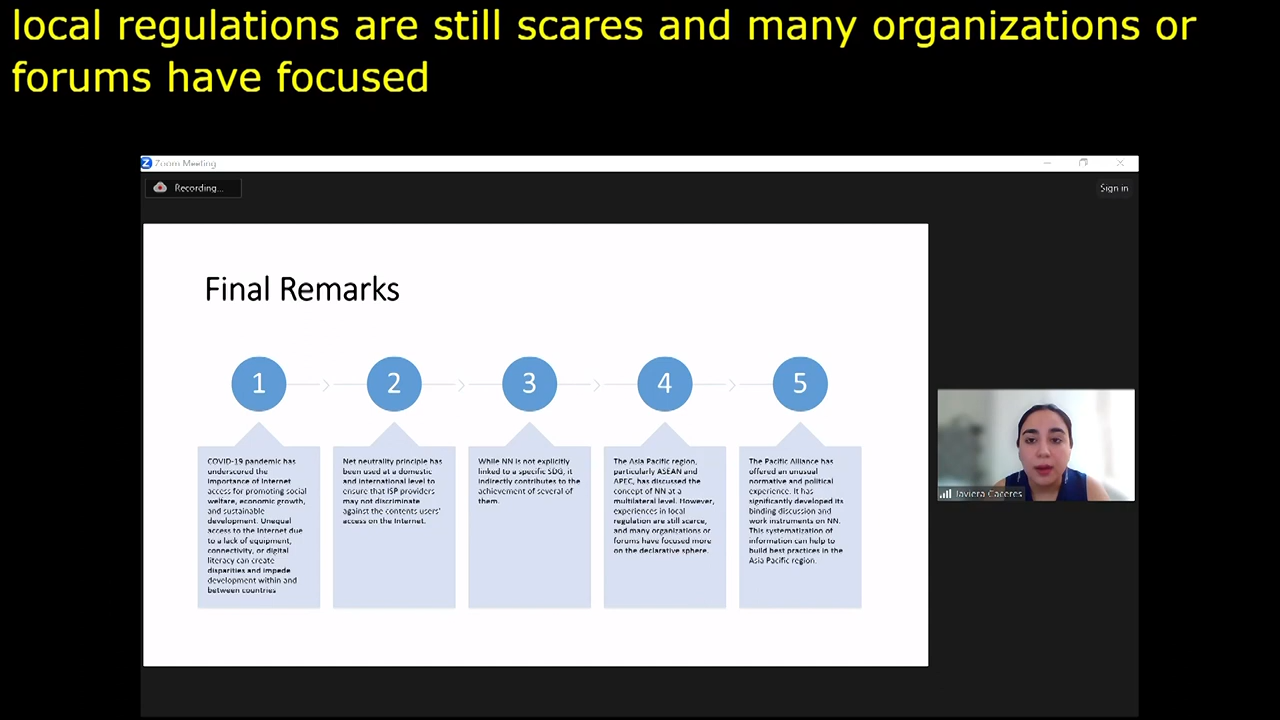 local regulations are still scares and many organizations or
forums have focused
Zoom Meeting
Recording...
Sign in
Final Remarks
1
2
3
4
5
COVID-19 pandemic has
underscored the
importance of Internet
access for promoting social
welfare, economic growth,
and sustainable
development. Unequal
access to the Internet due
to a lack of equipment,
connectivity, or digital
literacy can create
disparities and impede
development within and
between countries
Net neutrality principle has
been used at a domestic
and international level to
ensure that ISP providers
may not discriminate
against the contents users'
access on the Internet.
While NN is not explicitly
linked to a specific SDG, it
indirectly contributes to the
achievement of several of
them.
The Asia Pacific region,
particularly ASEAN and
APEC, has discussed the
concept of NN at a
multilateral level. However,
experiences in local
regulation are still scarce,
and many organizations or
forums have focused more
on the declarative sphere.
The Pacific Alliance has
offered an unusual
normative and political
experience. It has
significantly developed its
binding discussion and
work instruments on NN.
This systematization of
information can help to
build best practices in the
Asia Pacific region.
Javiera Caceres